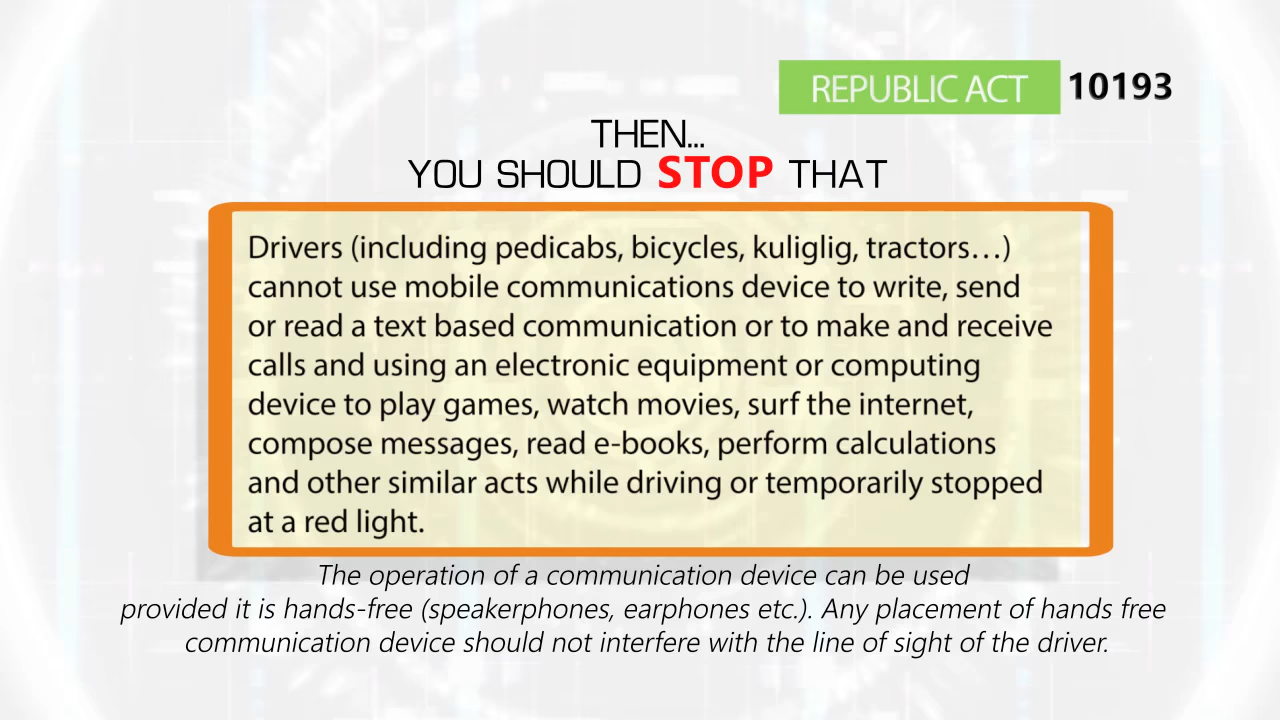 REPUBLIC ACT 10193
THEN...
YOU SHOULD STOP THAT
Drivers (including pedicabs, bicycles, kuliglig, tractors…)
cannot use mobile communications device to write, send
or read a text based communication or to make and receive
calls and using an electronic equipment or computing
device to play games, watch movies, surf the internet,
compose messages, read e-books, perform calculations
and other similar acts while driving or temporarily stopped
at a red light.
The operation of a communication device can be used
provided it is hands-free (speakerphones, earphones etc.). Any placement of hands free
communication device should not interfere with the line of sight of the driver.